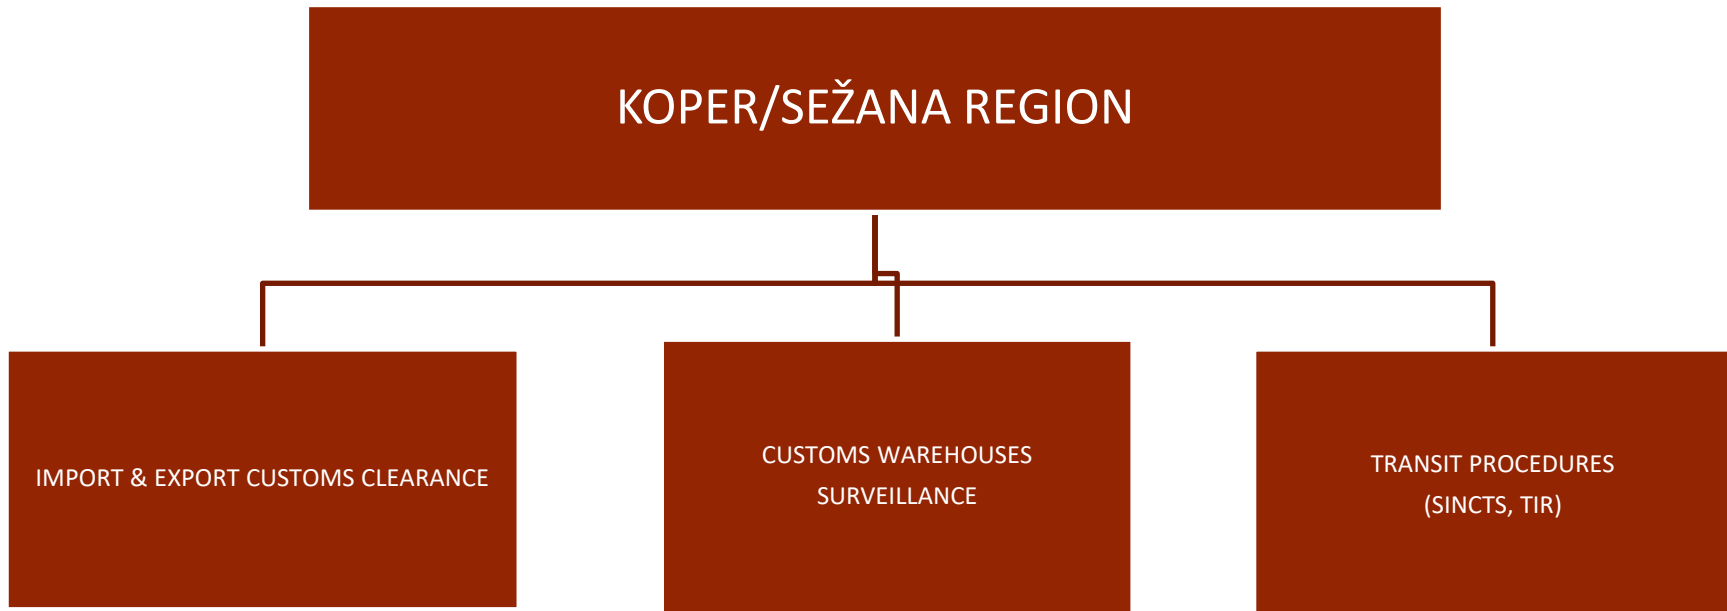 KOPER/SEŽANA REGION
IMPORT & EXPORT CUSTOMS CLEARANCE
CUSTOMS WAREHOUSES
SURVEILLANCE
TRANSIT PROCEDURES
(SINCTS, TIR)